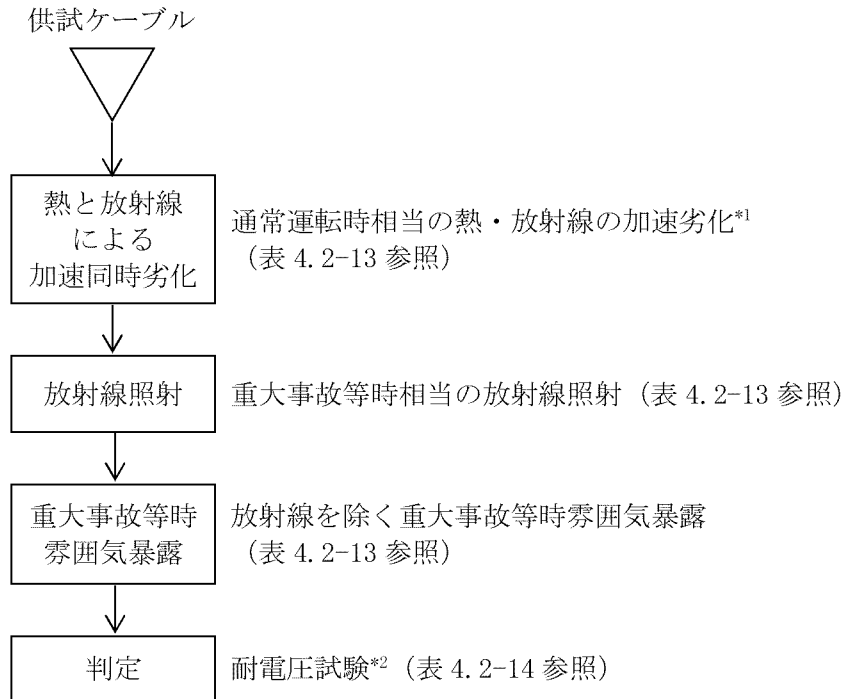 供試ケーブル
熱と放射線
による
加速同時劣化
通常運転時相当の熱・放射線の加速劣化*1
(表 4.2-13 参照)
放射線照射
重大事故等時相当の放射線照射 (表 4.2-13 参照)
重大事故等時
雰囲気暴露
放射線を除く重大事故等時雰囲気暴露
(表 4.2-13 参照)
判定
耐電圧試験*2 (表 4.2-14 参照)